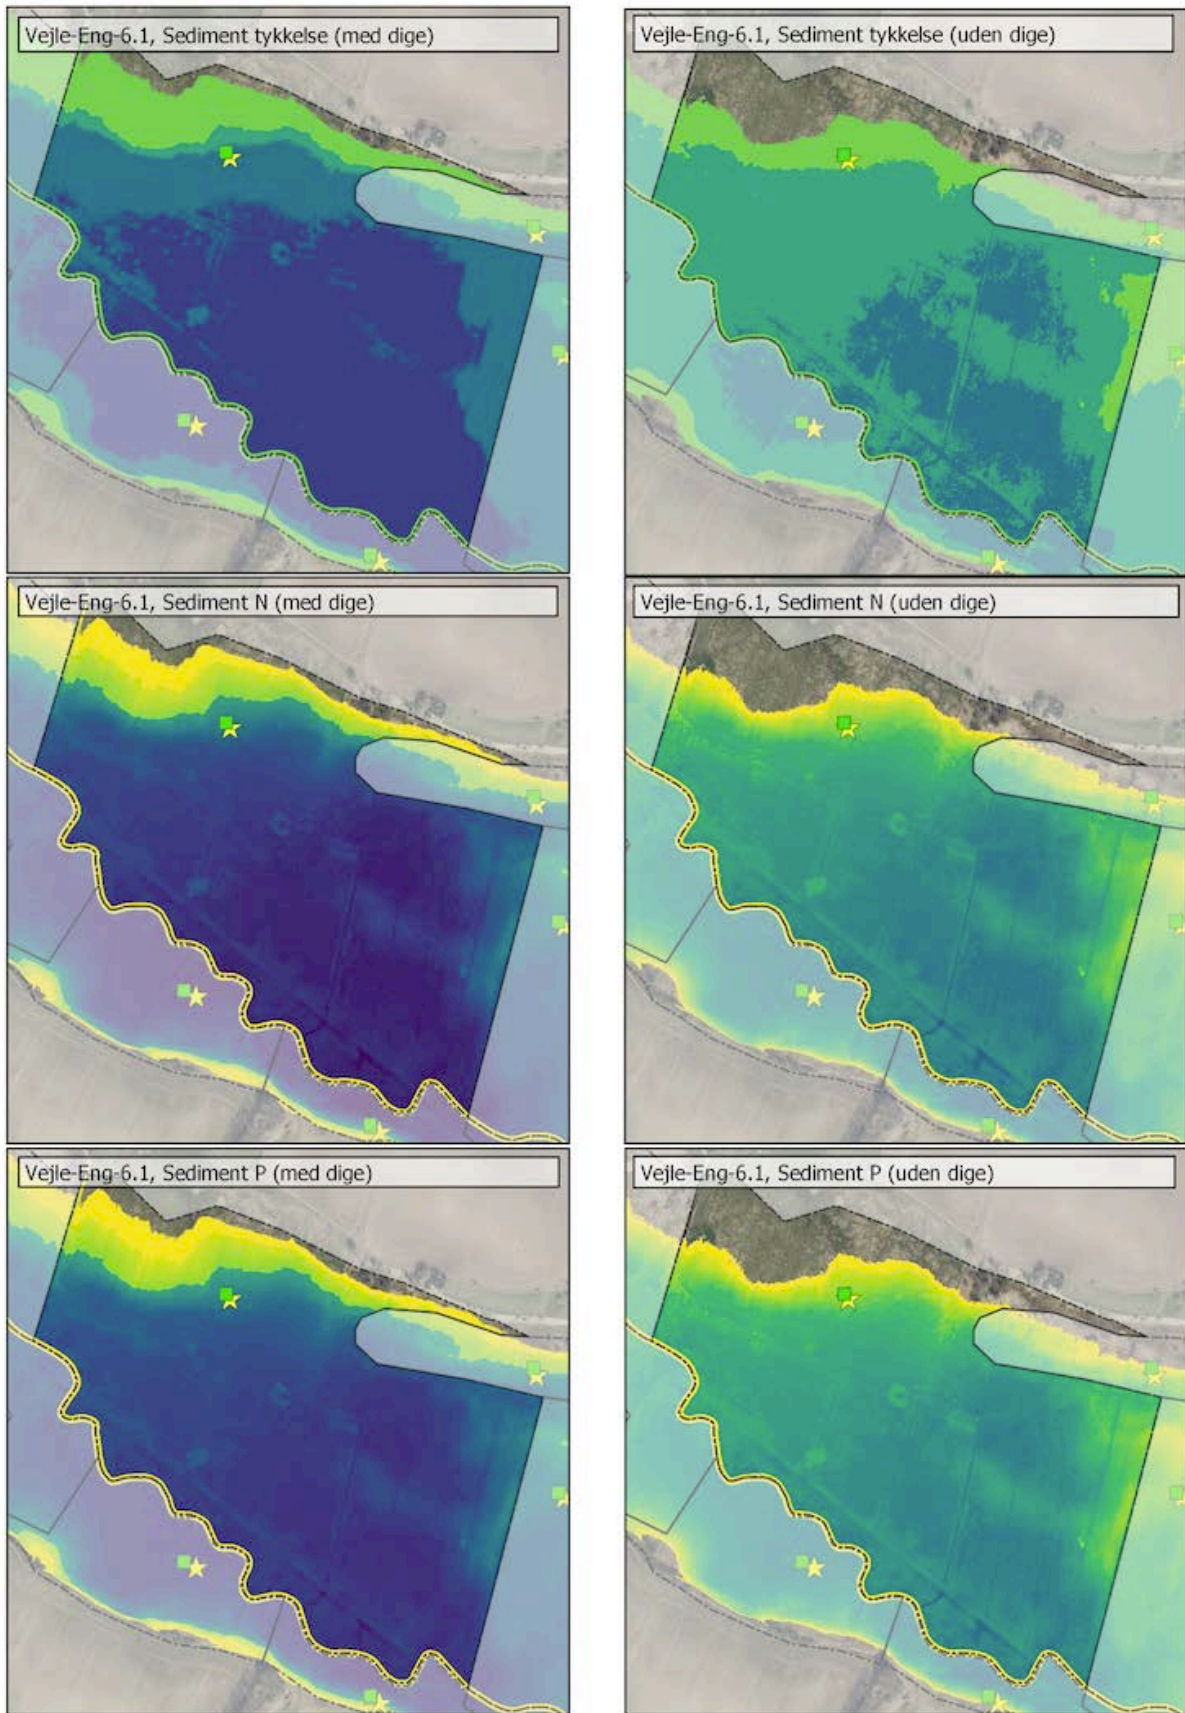 Vejle-Eng-6.1, Sediment tykkelse (med dige)
Vejle-Eng-6.1, Sediment tykkelse (uden dige)
Vejle-Eng-6.1, Sediment N (med dige)
Vejle-Eng-6.1, Sediment N (uden dige)
Vejle-Eng-6.1, Sediment P (med dige)
Vejle-Eng-6.1, Sediment P (uden dige)